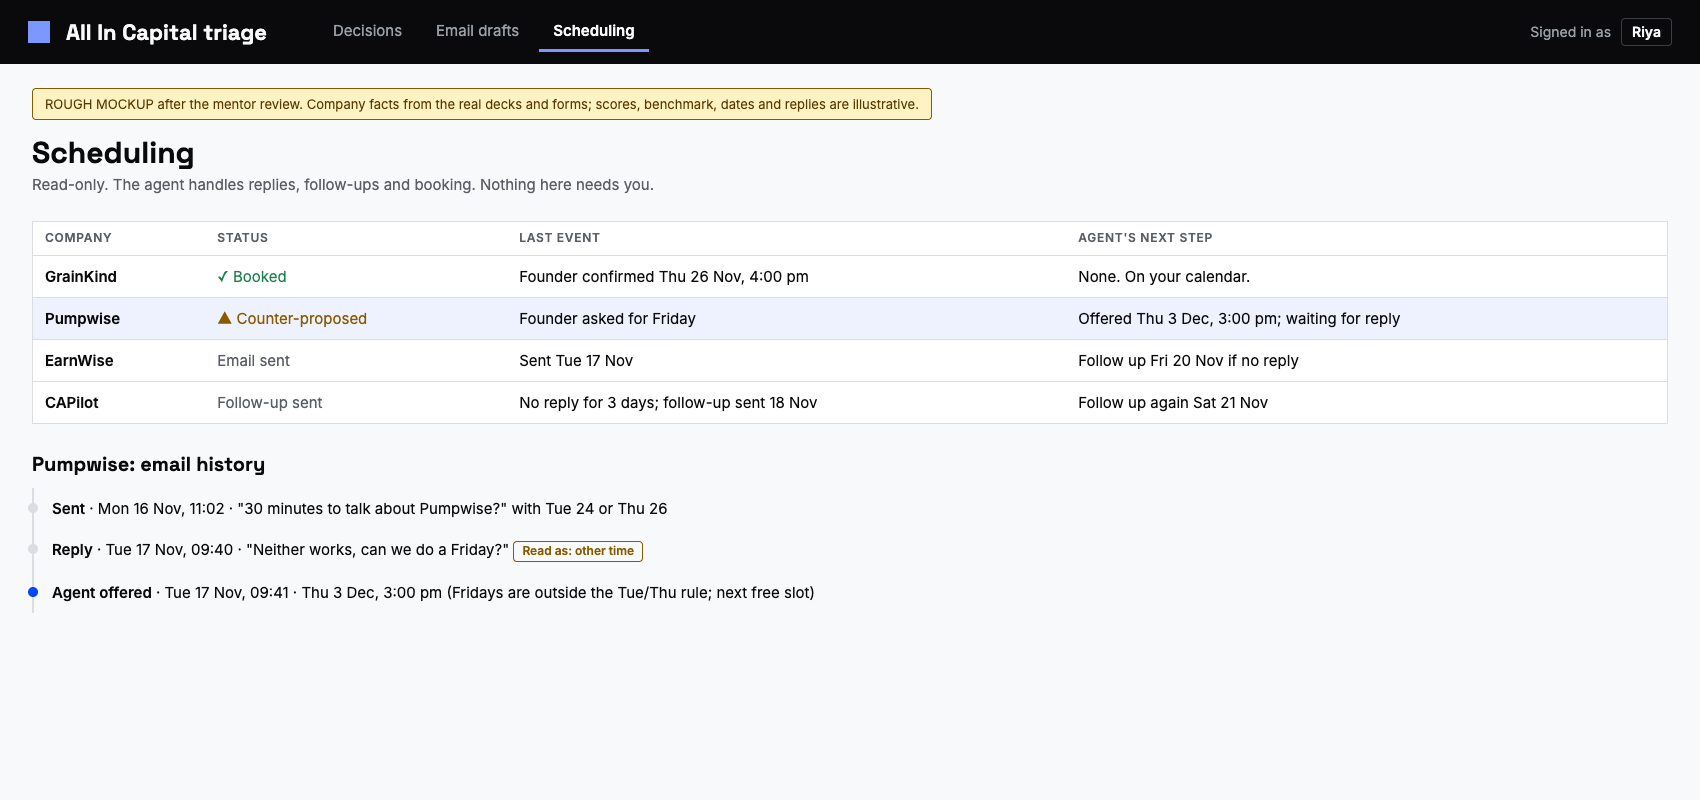 All In Capital triage
Decisions
Email drafts
Scheduling
Signed in as Riya
ROUGH MOCKUP after the mentor review. Company facts from the real decks and forms; scores, benchmark, dates and replies are illustrative.
Scheduling
Read-only. The agent handles replies, follow-ups and booking. Nothing here needs you.
COMPANY STATUS LAST EVENT AGENT'S NEXT STEP
GrainKind ✓ Booked Founder confirmed Thu 26 Nov, 4:00 pm None. On your calendar.
Pumpwise ▲ Counter-proposed Founder asked for Friday Offered Thu 3 Dec, 3:00 pm; waiting for reply
EarnWise Email sent Sent Tue 17 Nov Follow up Fri 20 Nov if no reply
CAPilot Follow-up sent No reply for 3 days; follow-up sent 18 Nov Follow up again Sat 21 Nov
Pumpwise: email history
Sent · Mon 16 Nov, 11:02 · "30 minutes to talk about Pumpwise?" with Tue 24 or Thu 26
Reply · Tue 17 Nov, 09:40 · "Neither works, can we do a Friday?" Read as: other time
Agent offered · Tue 17 Nov, 09:41 · Thu 3 Dec, 3:00 pm (Fridays are outside the Tue/Thu rule; next free slot)